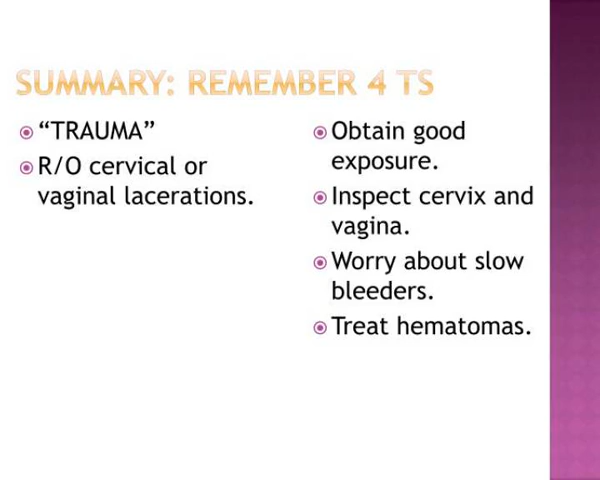 SUMMARY: REMEMBER 4 TS
“TRAUMA”
R/O cervical or
vaginal lacerations.
Obtain good
exposure.
Inspect cervix and
vagina.
Worry about slow
bleeders.
Treat hematomas.